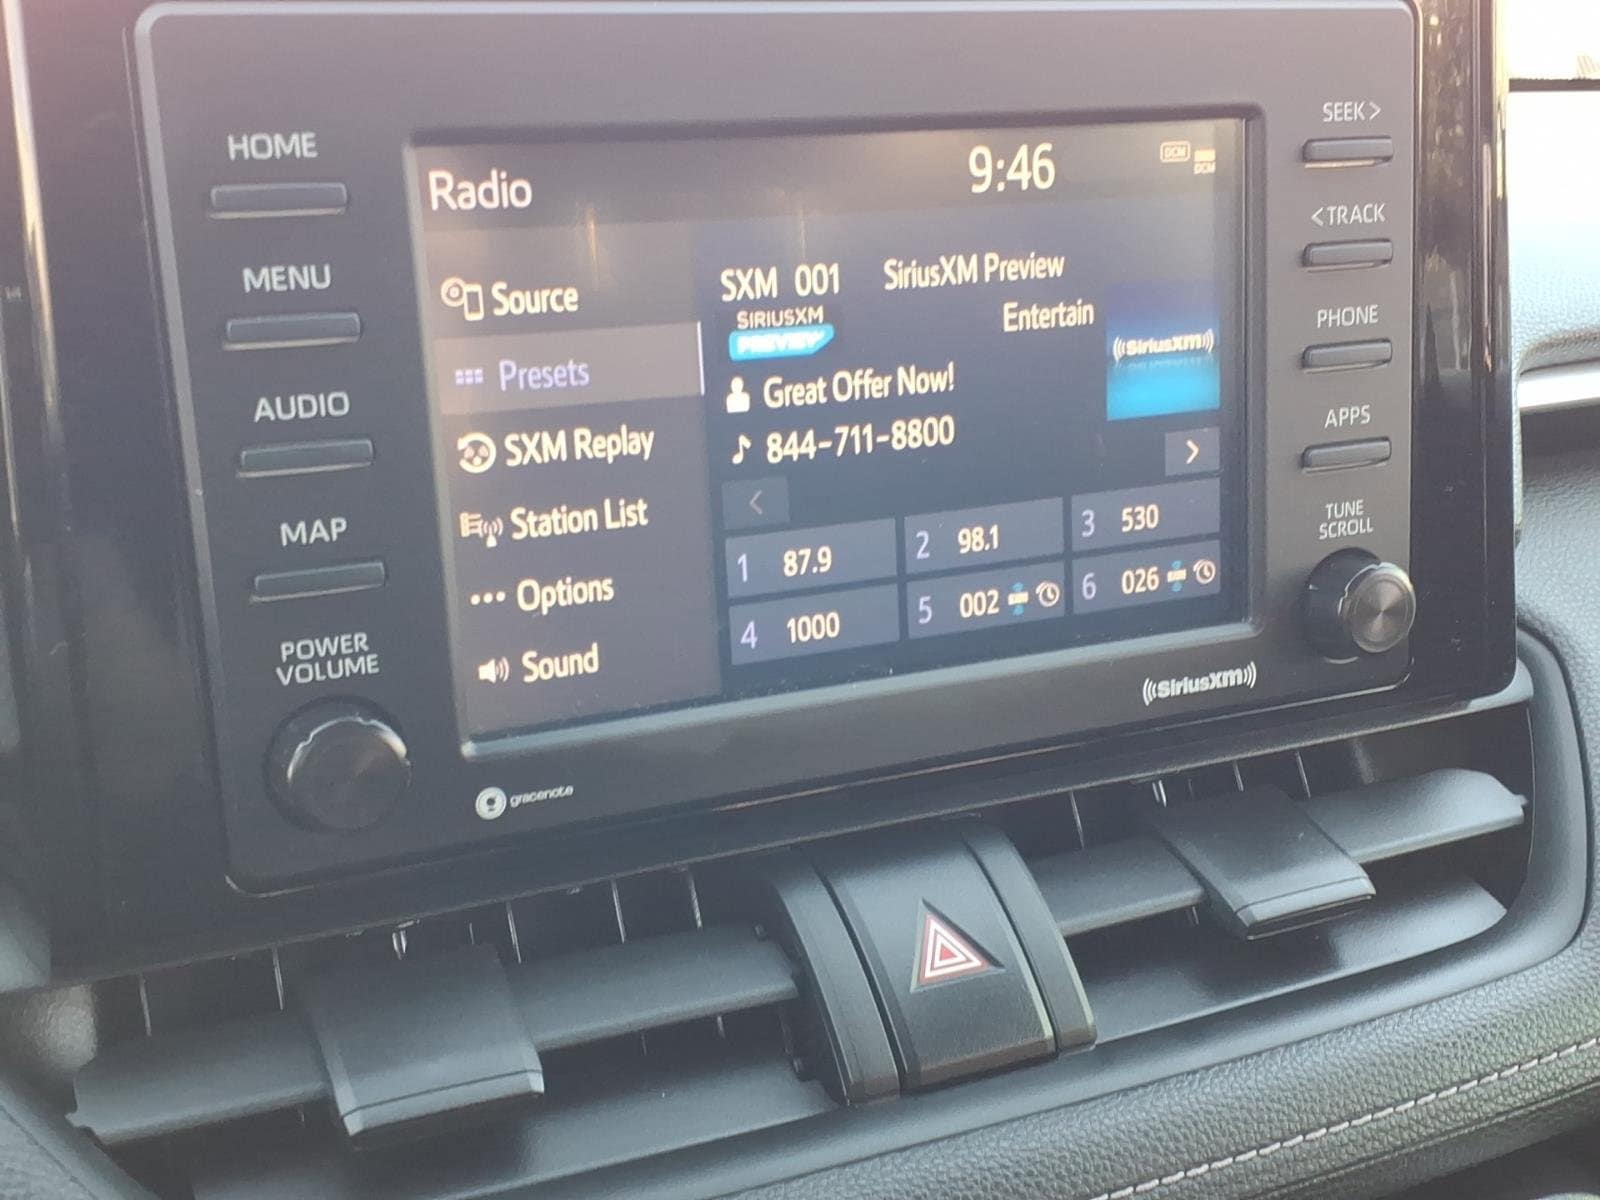 HOME
MENU
AUDIO
MAP
POWER
VOLUME
Radio
9:46
DCM
DCM
Source
Presets
SXM Replay
Station List
Options
Sound
SXM 001 SiriusXM Preview
SIRIUSXM
PREVIEW
Entertain
((SiriusXM))
Great Offer Now!
844-711-8800
<
>
1 87.9
2 98.1
3 530
4 1000
5 002
6 026
SEEK >
< TRACK
PHONE
APPS
TUNE
SCROLL
((SiriusXM))
gracenote